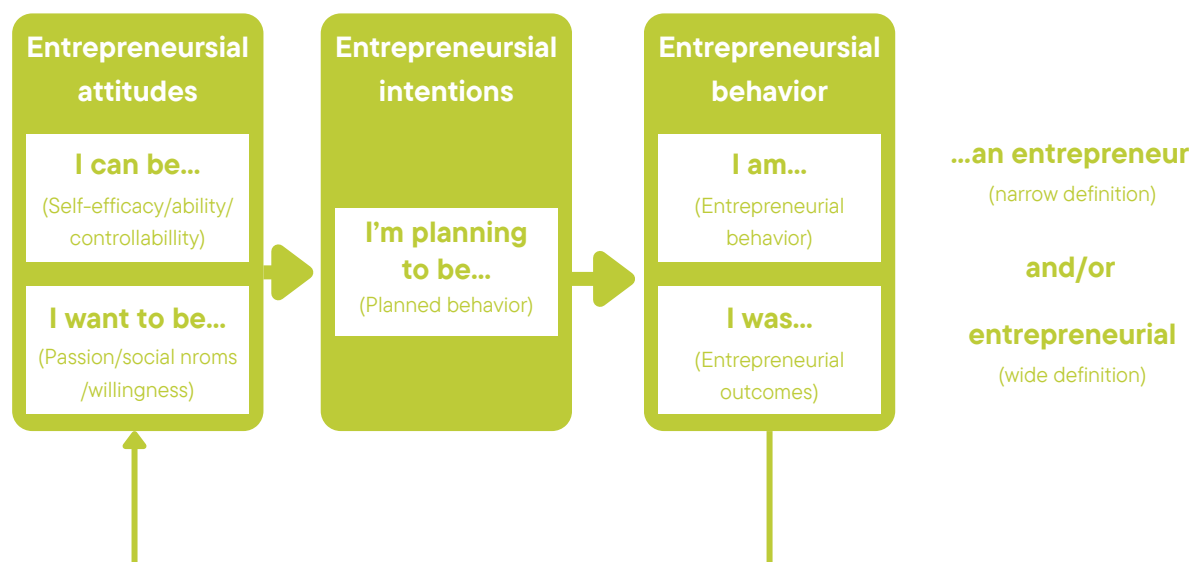 Entrepreneursial
attitudes
I can be...
(Self-efficacy/ability/
controllabillity)
I want to be...
(Passion/social nroms
/willingness)
Entrepreneursial
intentions
I'm planning
to be...
(Planned behavior)
Entrepreneursial
behavior
I am...
(Entrepreneurial
behavior)
I was...
(Entrepreneurial
outcomes)
...an entrepreneur
(narrow definition)
and/or
entrepreneurial
(wide definition)